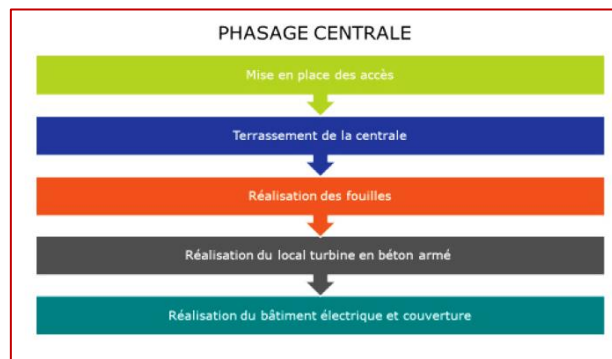 PHASAGE CENTRALE
Mise en place des accès
Terrassement de la centrale
Réalisation des fouilles
Réalisation du local turbine en béton armé
Réalisation du bâtiment électrique et couverture